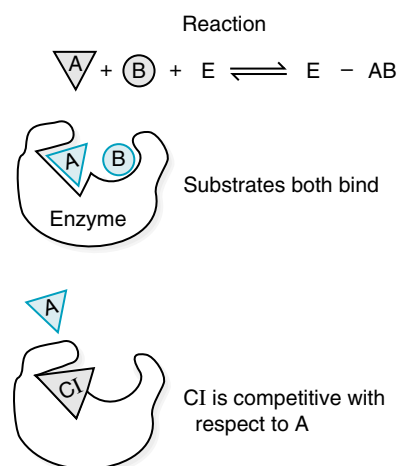 Reaction
A + B + E ⇌ E – AB
A B
Enzyme
Substrates both bind
A
CI
CI is competitive with
respect to A